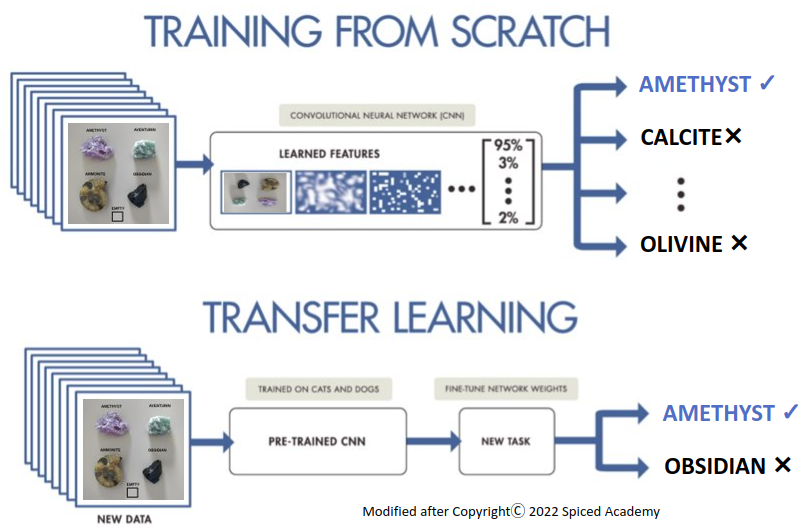 TRAINING FROM SCRATCH
CONVOLUTIONAL NEURAL NETWORK (CNN)
LEARNED FEATURES
AMETHYST AVENTURIN
AMMONITE OBSIDIAN
EMPTY
95%
3%
2%
AMETHYST ✓
CALCITE ✕
OLIVINE ✕
TRANSFER LEARNING
TRAINED ON CATS AND DOGS
FINE-TUNE NETWORK WEIGHTS
AMETHYST AVENTURIN
AMMONITE OBSIDIAN
EMPTY
PRE-TRAINED CNN
NEW TASK
AMETHYST ✓
OBSIDIAN ✕
NEW DATA
Modified after Copyright© 2022 Spiced Academy